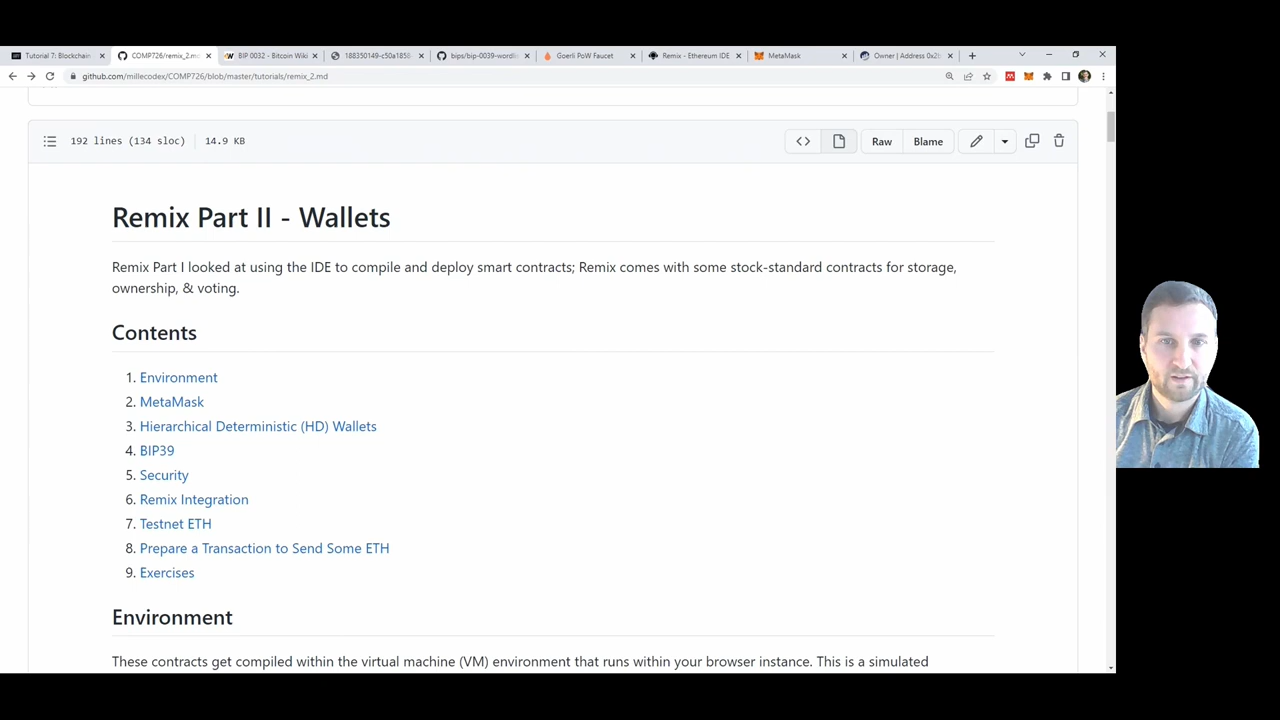 Tutorial 7: Blockchain
COMP726/remix_2.md
BIP 0032 - Bitcoin Wiki
188350149-c50a1858
bips/bip-0039-wordli
Goerli PoW Faucet
Remix - Ethereum IDE
MetaMask
Owner | Address 0x2
github.com/millecodex/COMP726/blob/master/tutorials/remix_2.md
192 lines (134 sloc)
14.9 KB
Raw
Blame
Remix Part II - Wallets
Remix Part I looked at using the IDE to compile and deploy smart contracts; Remix comes with some stock-standard contracts for storage,
ownership, & voting.
Contents
1. Environment
2. MetaMask
3. Hierarchical Deterministic (HD) Wallets
4. BIP39
5. Security
6. Remix Integration
7. Testnet ETH
8. Prepare a Transaction to Send Some ETH
9. Exercises
Environment
These contracts get compiled within the virtual machine (VM) environment that runs within your browser instance. This is a simulated